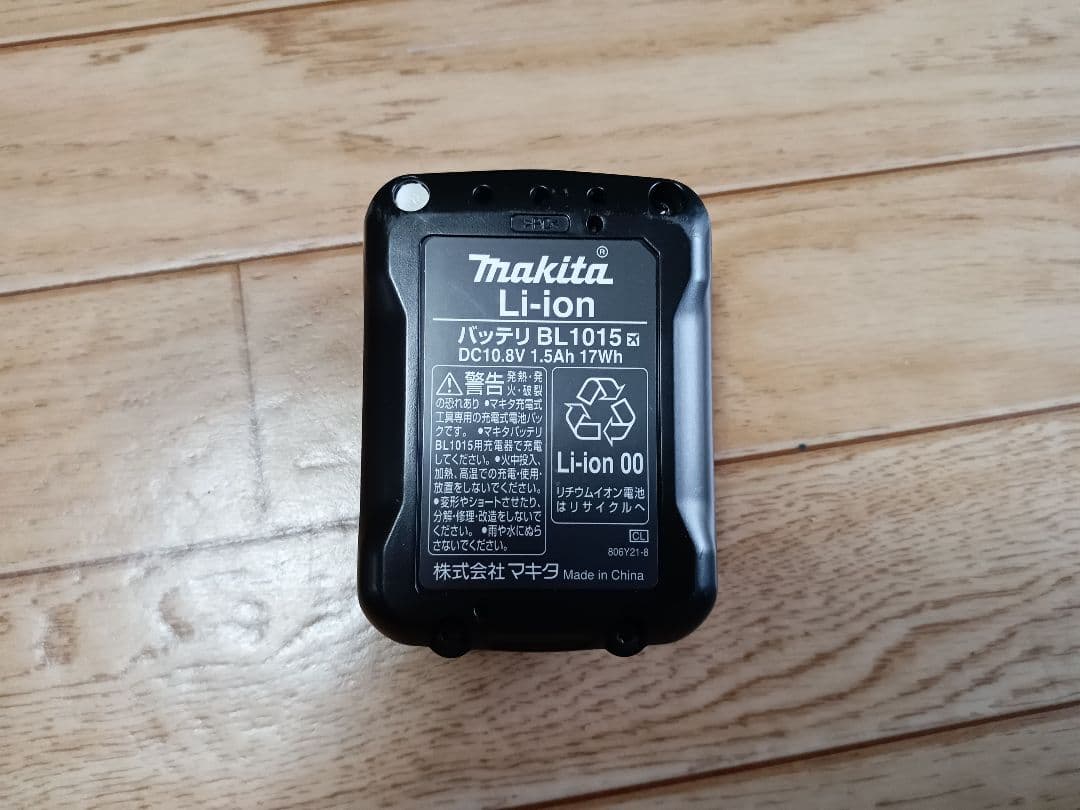 makita®
Li-ion
バッテリ BL1015
DC10.8V 1.5Ah 17Wh
警告 発熱・発
火・破裂
の恐れあり ●マキタ充電式
工具専用の充電式電池パッ
クです。 ●マキタバッテリ
BL1015用充電器で充電
してください。●火中投入、
加熱、高温での充電・使用・
放置をしないでください。
●変形やショートさせたり、
分解・修理・改造をしないで
ください。 ●雨や水にぬら
さないでください。
Li-ion 00
リチウムイオン電池
はリサイクルへ
CL
806Y21-8
株式会社マキタ Made in China